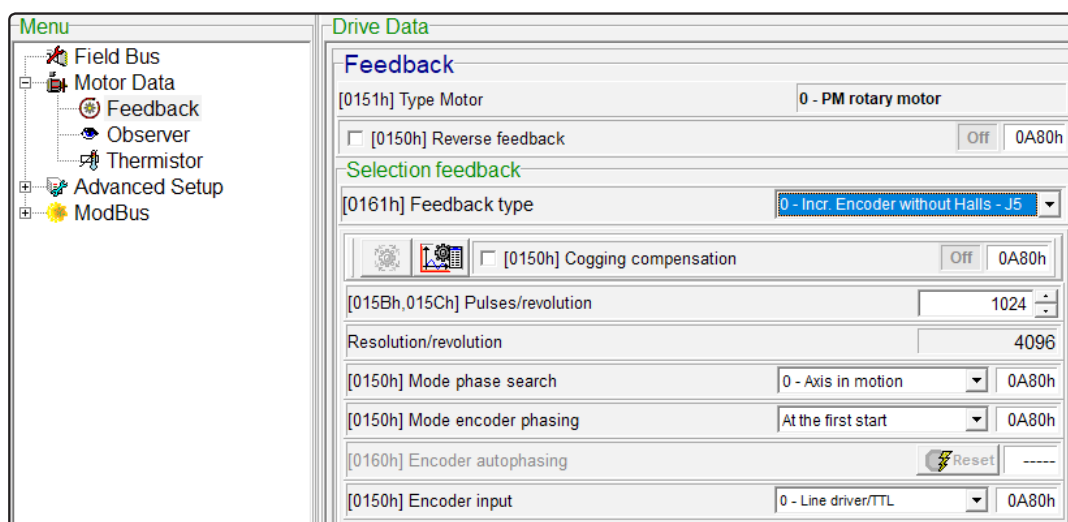 Menu
Field Bus
Motor Data
Feedback
Observer
Thermistor
Advanced Setup
ModBus
Drive Data
Feedback
[0151h] Type Motor 0 - PM rotary motor
[0150h] Reverse feedback Off 0A80h
Selection feedback
[0161h] Feedback type 0 - Incr. Encoder without Halls - J5
[0150h] Cogging compensation Off 0A80h
[015Bh,015Ch] Pulses/revolution 1024
Resolution/revolution 4096
[0150h] Mode phase search 0 - Axis in motion 0A80h
[0150h] Mode encoder phasing At the first start 0A80h
[0160h] Encoder autophasing Reset -----
[0150h] Encoder input 0 - Line driver/TTL 0A80h